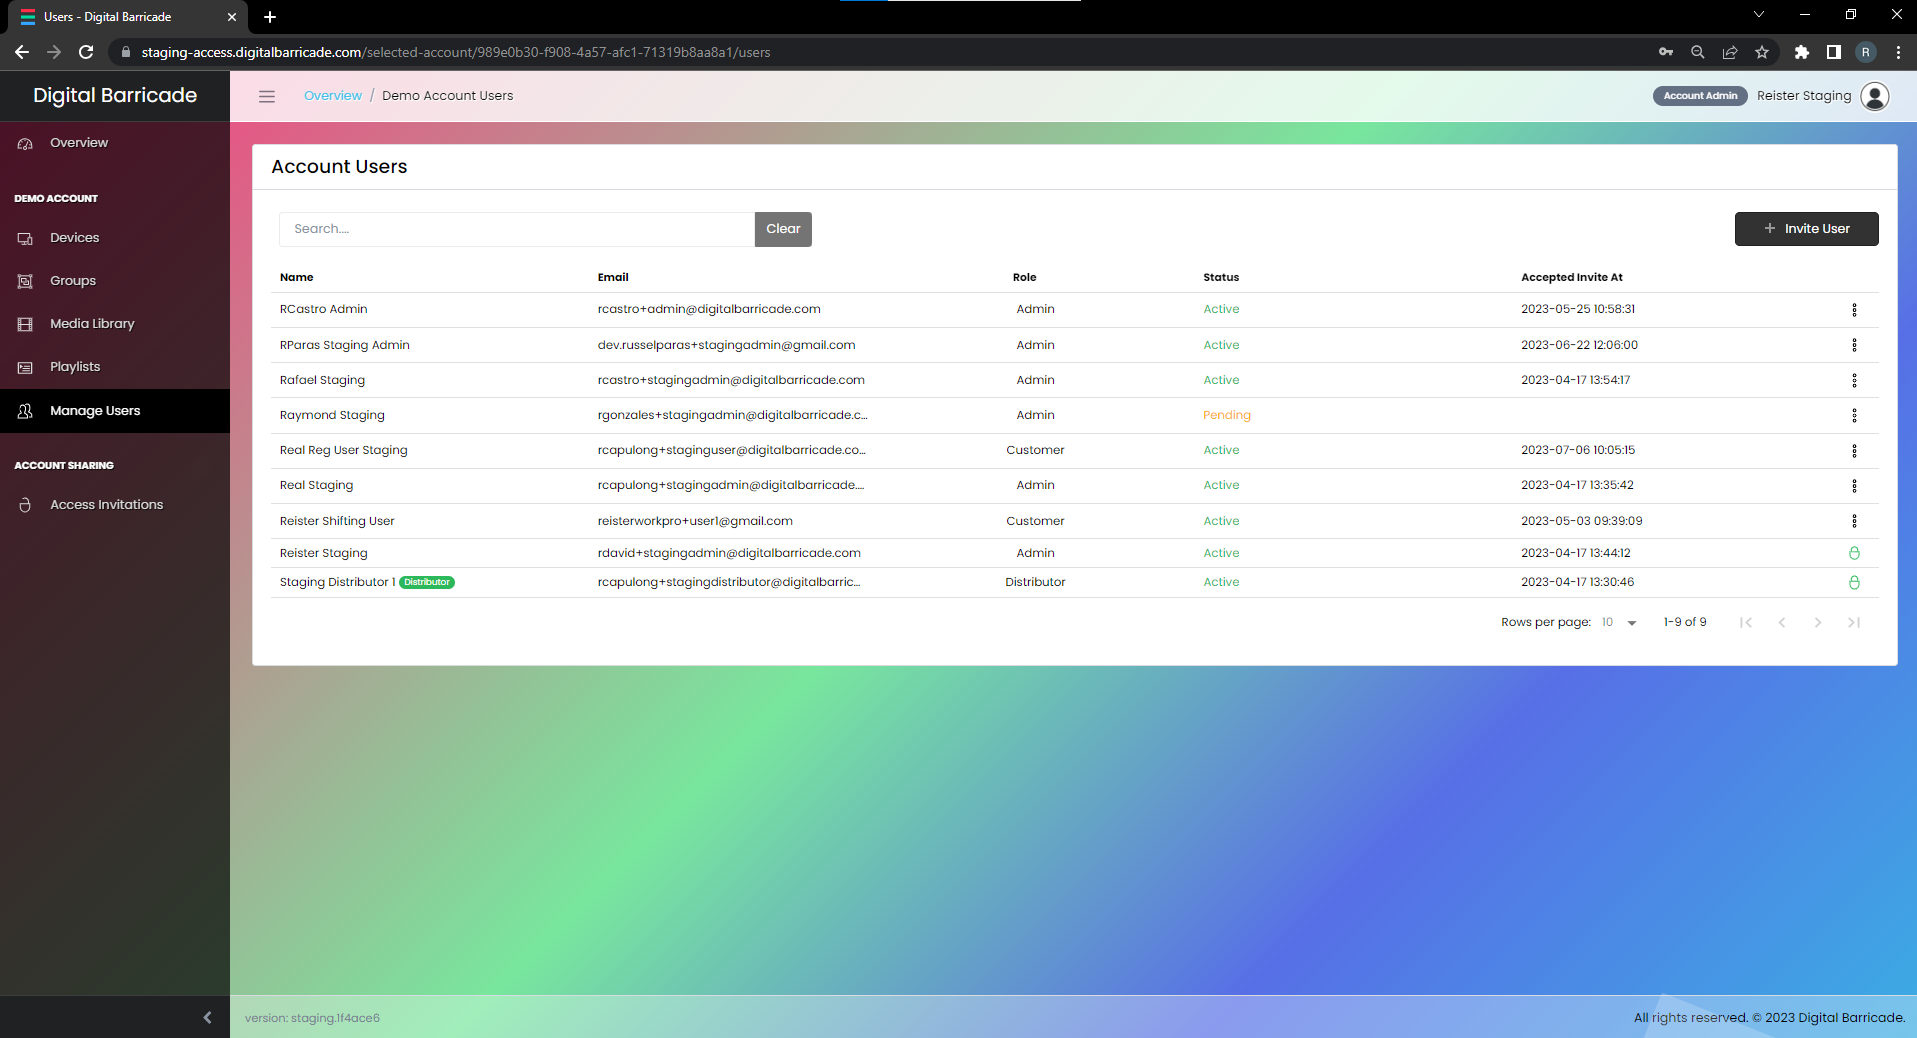 Users - Digital Barricade
staging-access.digitalbarricade.com/selected-account/989e0b30-f908-4a57-afc1-71319b8aa8a1/users
R
Digital Barricade
Overview / Demo Account Users
Account Admin Reister Staging
Overview
DEMO ACCOUNT
Devices
Groups
Media Library
Playlists
Manage Users
ACCOUNT SHARING
Access Invitations
Account Users
Search.... Clear
+ Invite User
Name Email Role Status Accepted Invite At
RCastro Admin rcastro+admin@digitalbarricade.com Admin Active 2023-05-25 10:58:31
RParas Staging Admin dev.russelparas+stagingadmin@gmail.com Admin Active 2023-06-22 12:06:00
Rafael Staging rcastro+stagingadmin@digitalbarricade.com Admin Active 2023-04-17 13:54:17
Raymond Staging rgonzales+stagingadmin@digitalbarricade.c... Admin Pending
Real Reg User Staging rcapulong+staginguser@digitalbarricade.co... Customer Active 2023-07-06 10:05:15
Real Staging rcapulong+stagingadmin@digitalbarricade.... Admin Active 2023-04-17 13:35:42
Reister Shifting User reisterworkpro+user1@gmail.com Customer Active 2023-05-03 09:39:09
Reister Staging rdavid+stagingadmin@digitalbarricade.com Admin Active 2023-04-17 13:44:12
Staging Distributor 1 Distributor rcapulong+stagingdistributor@digitalbarric... Distributor Active 2023-04-17 13:30:46
Rows per page: 10 1-9 of 9
version: staging.1f4ace6
All rights reserved. © 2023 Digital Barricade.